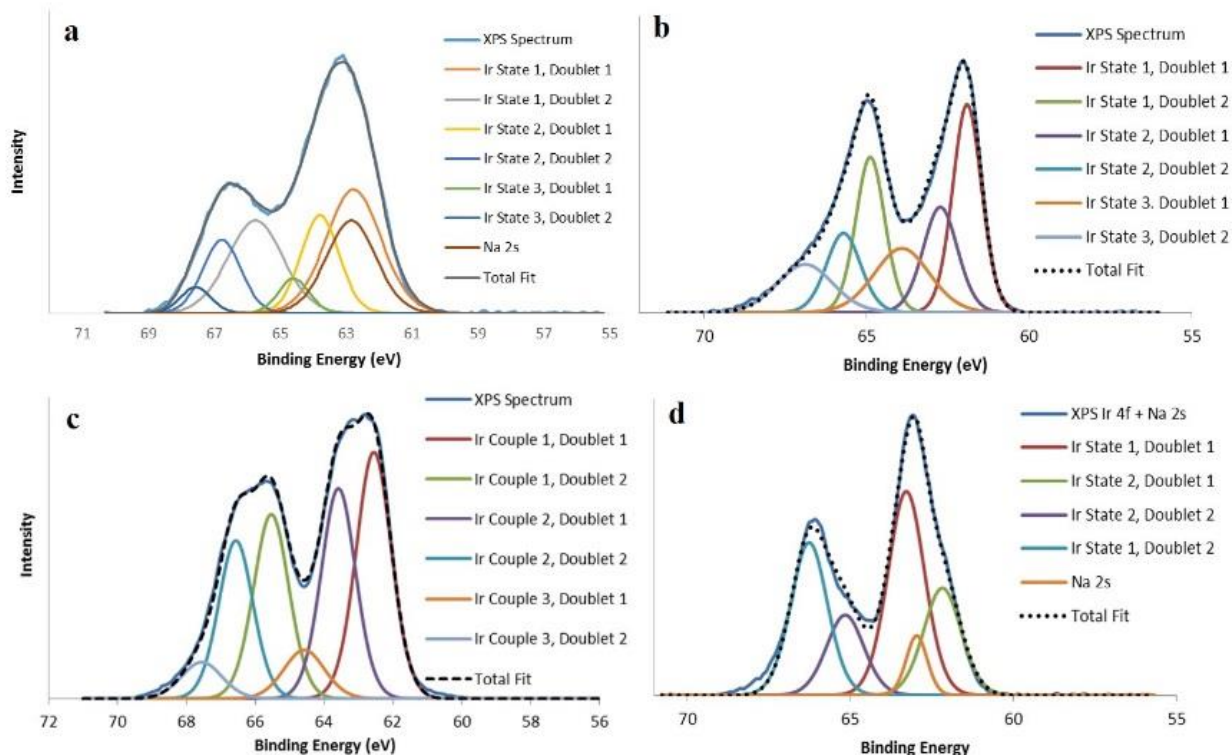 a
XPS Spectrum
Ir State 1, Doublet 1
Ir State 1, Doublet 2
Ir State 2, Doublet 1
Ir State 2, Doublet 2
Ir State 3, Doublet 1
Ir State 3, Doublet 2
Na 2s
Total Fit
Intensity
71 69 67 65 63 61 59 57 55
Binding Energy (eV)
b
XPS Spectrum
Ir State 1, Doublet 1
Ir State 1, Doublet 2
Ir State 2, Doublet 1
Ir State 2, Doublet 2
Ir State 3. Doublet 1
Ir State 3, Doublet 2
Total Fit
70 65 60 55
Binding Energy (eV)
c
XPS Spectrum
Ir Couple 1, Doublet 1
Ir Couple 1, Doublet 2
Ir Couple 2, Doublet 1
Ir Couple 2, Doublet 2
Ir Couple 3, Doublet 1
Ir Couple 3, Doublet 2
Total Fit
Intensity
72 70 68 66 64 62 60 58 56
Binding Energy (eV)
d
XPS Ir 4f + Na 2s
Ir State 1, Doublet 1
Ir State 2, Doublet 1
Ir State 2, Doublet 2
Ir State 1, Doublet 2
Na 2s
Total Fit
70 65 60 55
Binding Energy